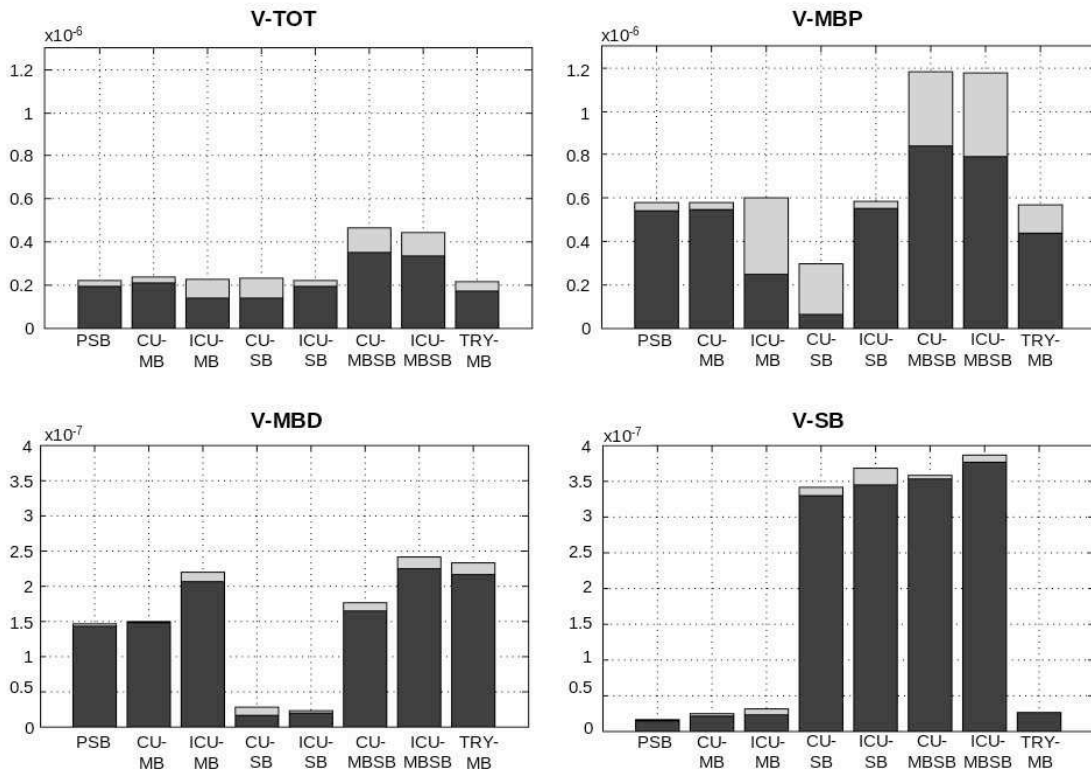 V-TOT
x10-6
1.2
1
0.8
0.6
0.4
0.2
0
PSB CU-MB ICU-MB CU-SB ICU-SB CU-MBSB ICU-MBSB TRY-MB
V-MBP
x10-6
1.2
1
0.8
0.6
0.4
0.2
0
PSB CU-MB ICU-MB CU-SB ICU-SB CU-MBSB ICU-MBSB TRY-MB
V-MBD
x10-7
4
3.5
3
2.5
2
1.5
1
0.5
0
PSB CU-MB ICU-MB CU-SB ICU-SB CU-MBSB ICU-MBSB TRY-MB
V-SB
x10-7
4
3.5
3
2.5
2
1.5
1
0.5
0
PSB CU-MB ICU-MB CU-SB ICU-SB CU-MBSB ICU-MBSB TRY-MB